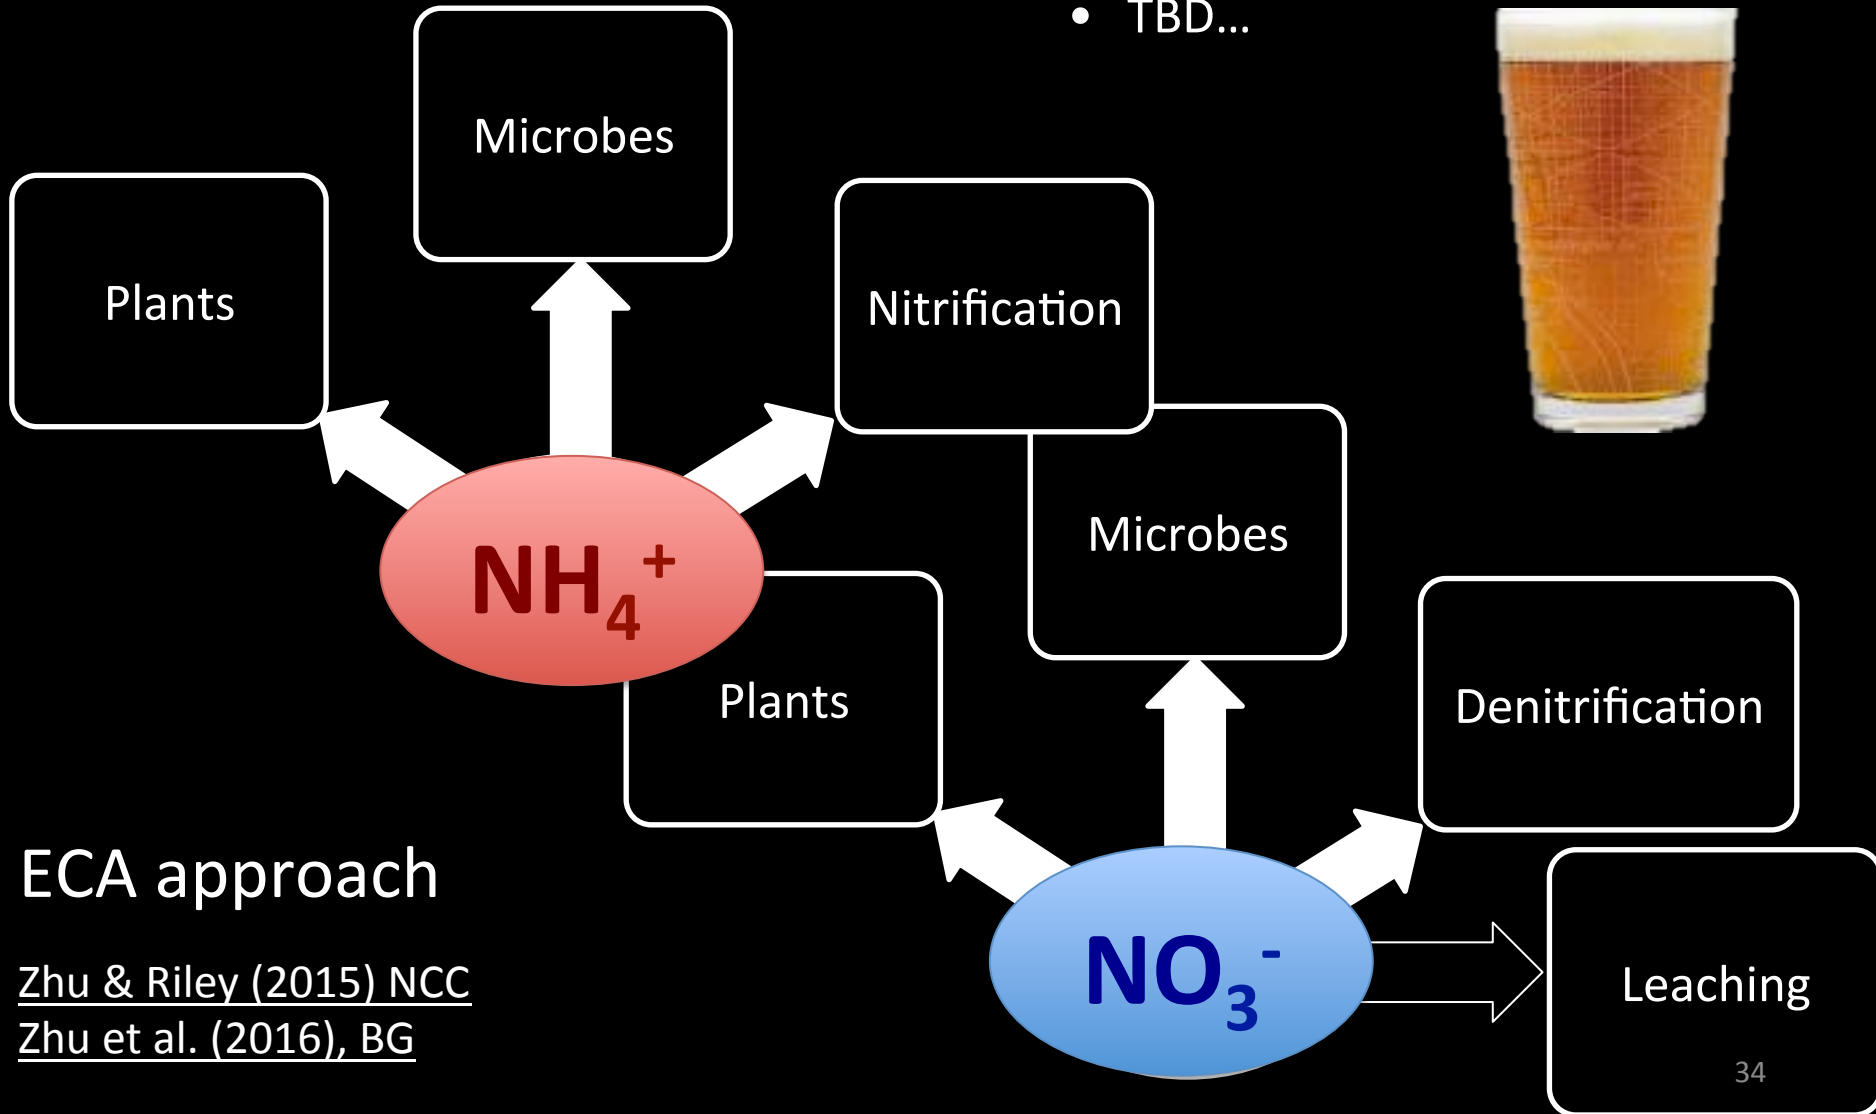 • TBD...
Microbes
Plants
Nitrification
NH₄⁺
Microbes
Plants
Denitrification
ECA approach
Zhu & Riley (2015) NCC
Zhu et al. (2016), BG
NO₃⁻
Leaching
34